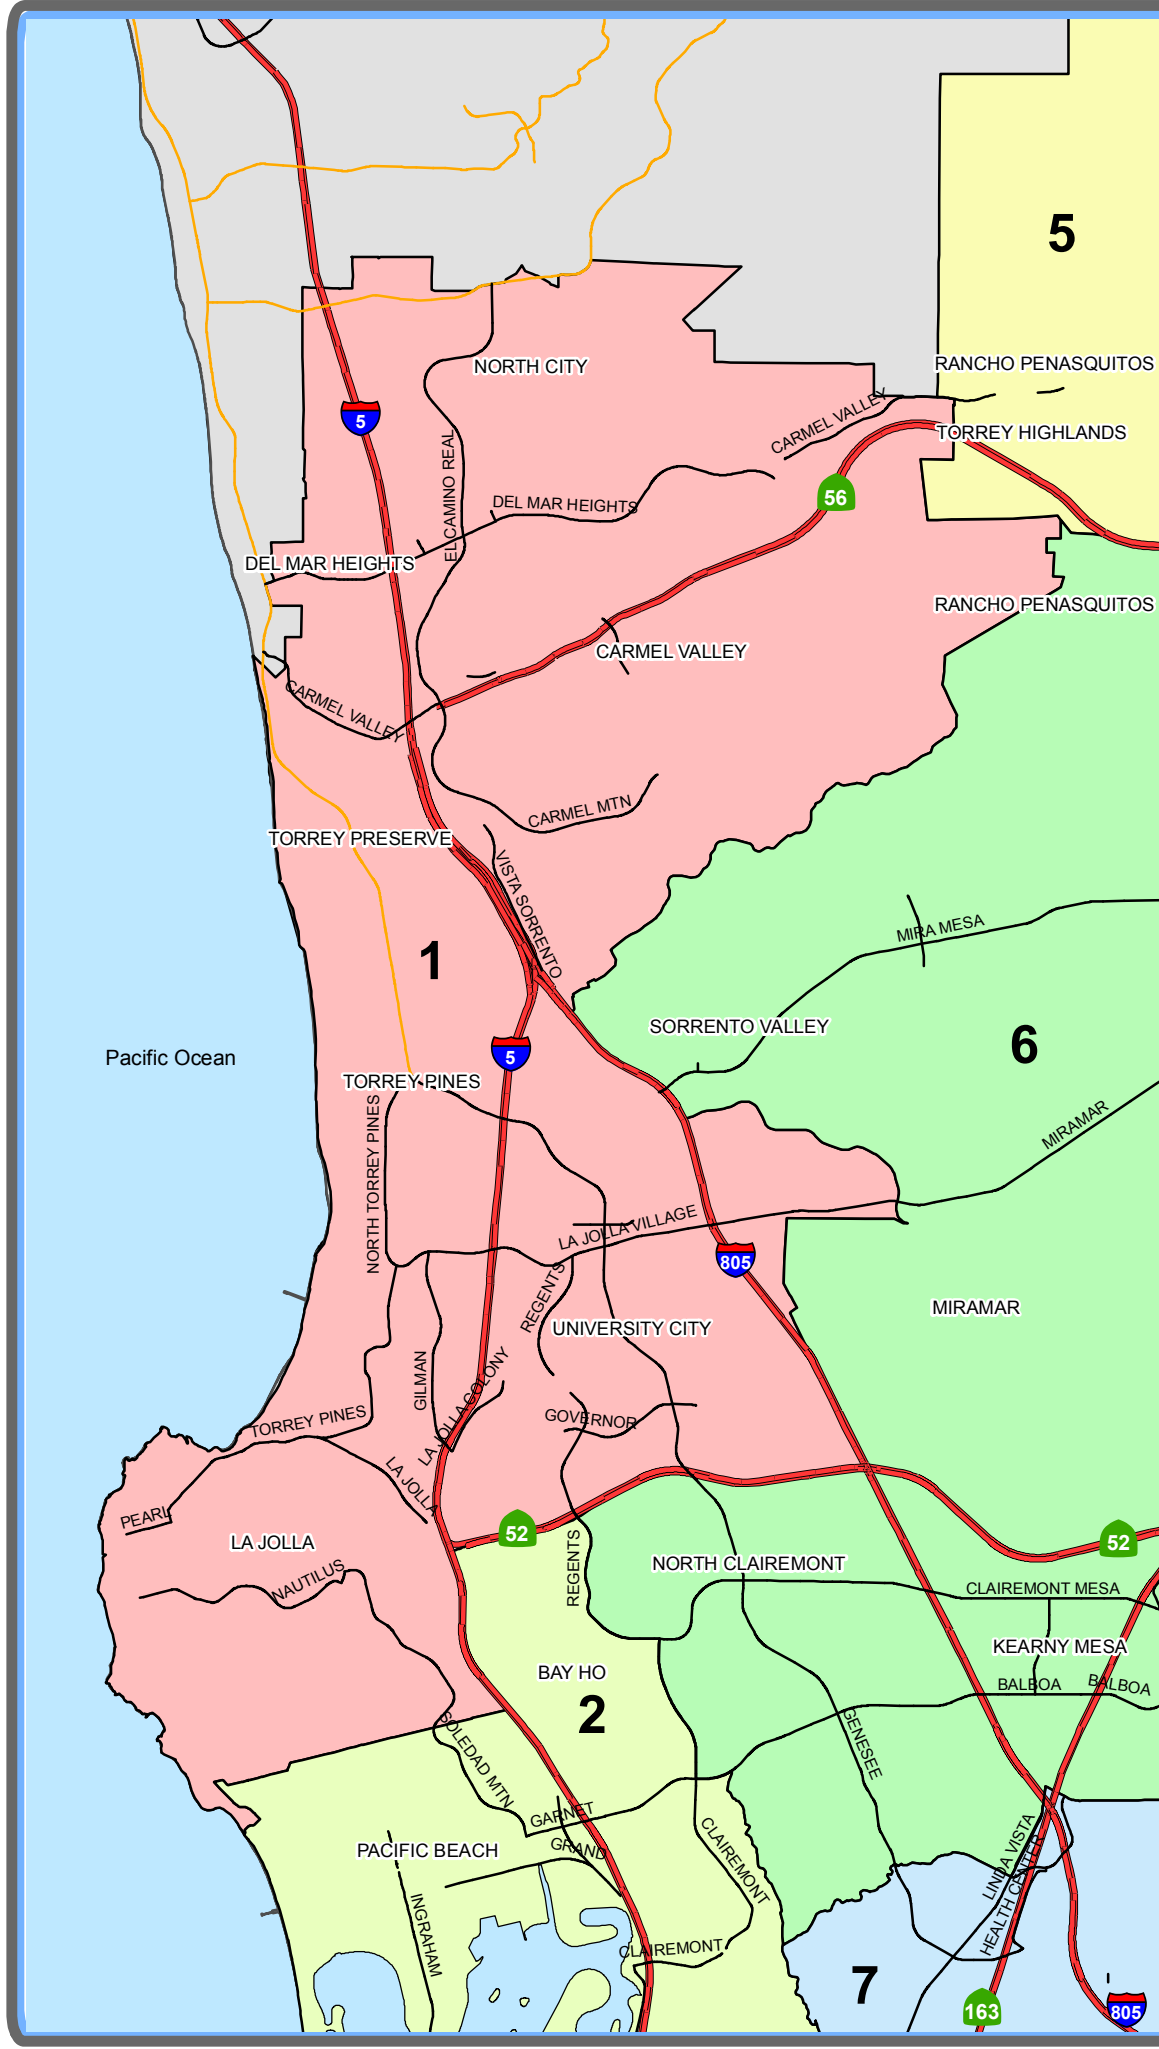 5
RANCHO PENASQUITOS
NORTH CITY
CARMEL VALLEY
5
TORREY HIGHLANDS
EL CAMINO REAL
56
DEL MAR HEIGHTS
DEL MAR HEIGHTS
RANCHO PENASQUITOS
CARMEL VALLEY
CARMEL VALLEY
CARMEL MTN
TORREY PRESERVE
VISTA SORRENTO
MIRA MESA
1
SORRENTO VALLEY
6
Pacific Ocean
5
TORREY PINES
MIRAMAR
NORTH TORREY PINES
LA JOLLA VILLAGE
805
REGENTS
MIRAMAR
UNIVERSITY CITY
GILMAN
LA JOLLA COLONY
TORREY PINES
GOVERNOR
LA JOLLA
PEARL
52
52
LA JOLLA
REGENTS
NORTH CLAIREMONT
NAUTILUS
CLAIREMONT MESA
KEARNY MESA
BAY HO
BALBOA
BALBOA
2
SOLEDAD MTN
GENESEE
GARNET
PACIFIC BEACH
GRAND
CLAIREMONT
LINDA VISTA
HEALTH CENTER
INGRAHAM
CLAIREMONT
7
163
805